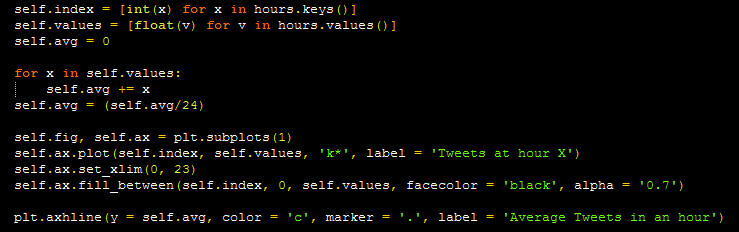 self.index = [int(x) for x in hours.keys()]
self.values = [float(v) for v in hours.values()]
self.avg = 0
for x in self.values:
self.avg += x
self.avg = (self.avg/24)
self.fig, self.ax = plt.subplots(1)
self.ax.plot(self.index, self.values, 'k*', label = 'Tweets at hour X')
self.ax.set_xlim(0, 23)
self.ax.fill_between(self.index, 0, self.values, facecolor = 'black', alpha = '0.7')
plt.axhline(y = self.avg, color = 'c', marker = '.', label = 'Average Tweets in an hour')